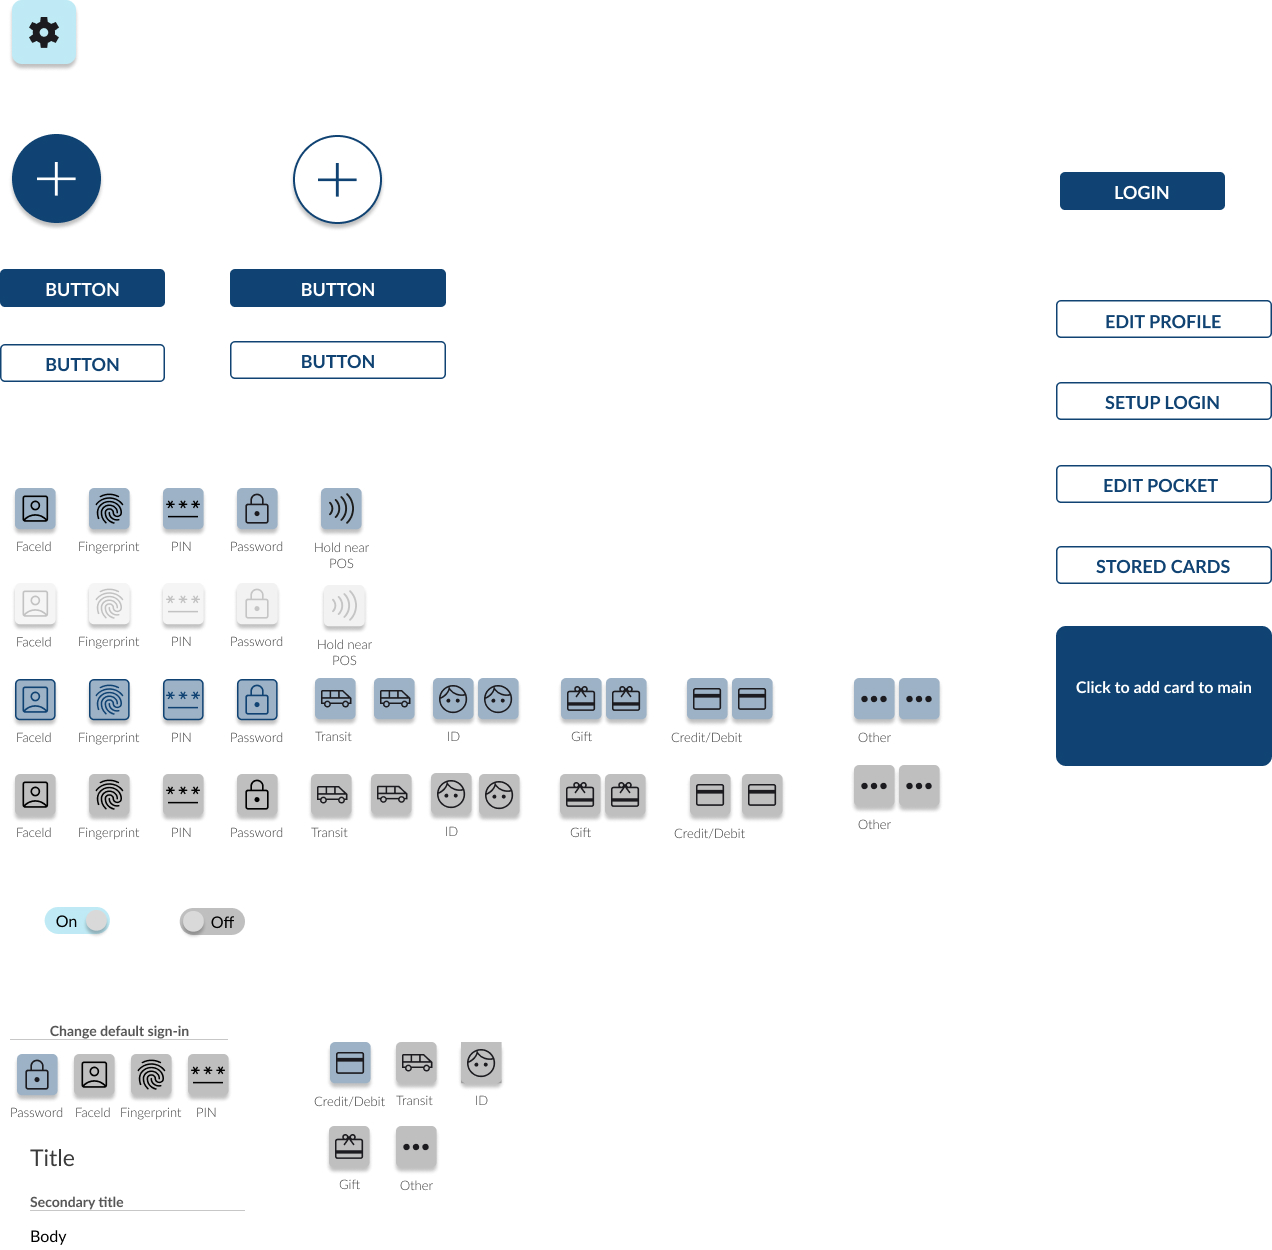 LOGIN
BUTTON
BUTTON
EDIT PROFILE
BUTTON
BUTTON
SETUP LOGIN
EDIT POCKET
FaceId
Fingerprint
PIN
Password
Hold near
POS
STORED CARDS
FaceId
Fingerprint
PIN
Password
Hold near
POS
Click to add card to main
FaceId
Fingerprint
PIN
Password
Transit
ID
Gift
Credit/Debit
Other
FaceId
Fingerprint
PIN
Password
Transit
ID
Gift
Credit/Debit
Other
On
Off
Change default sign-in
Password
FaceId
Fingerprint
PIN
Credit/Debit
Transit
ID
Title
Gift
Other
Secondary title
Body